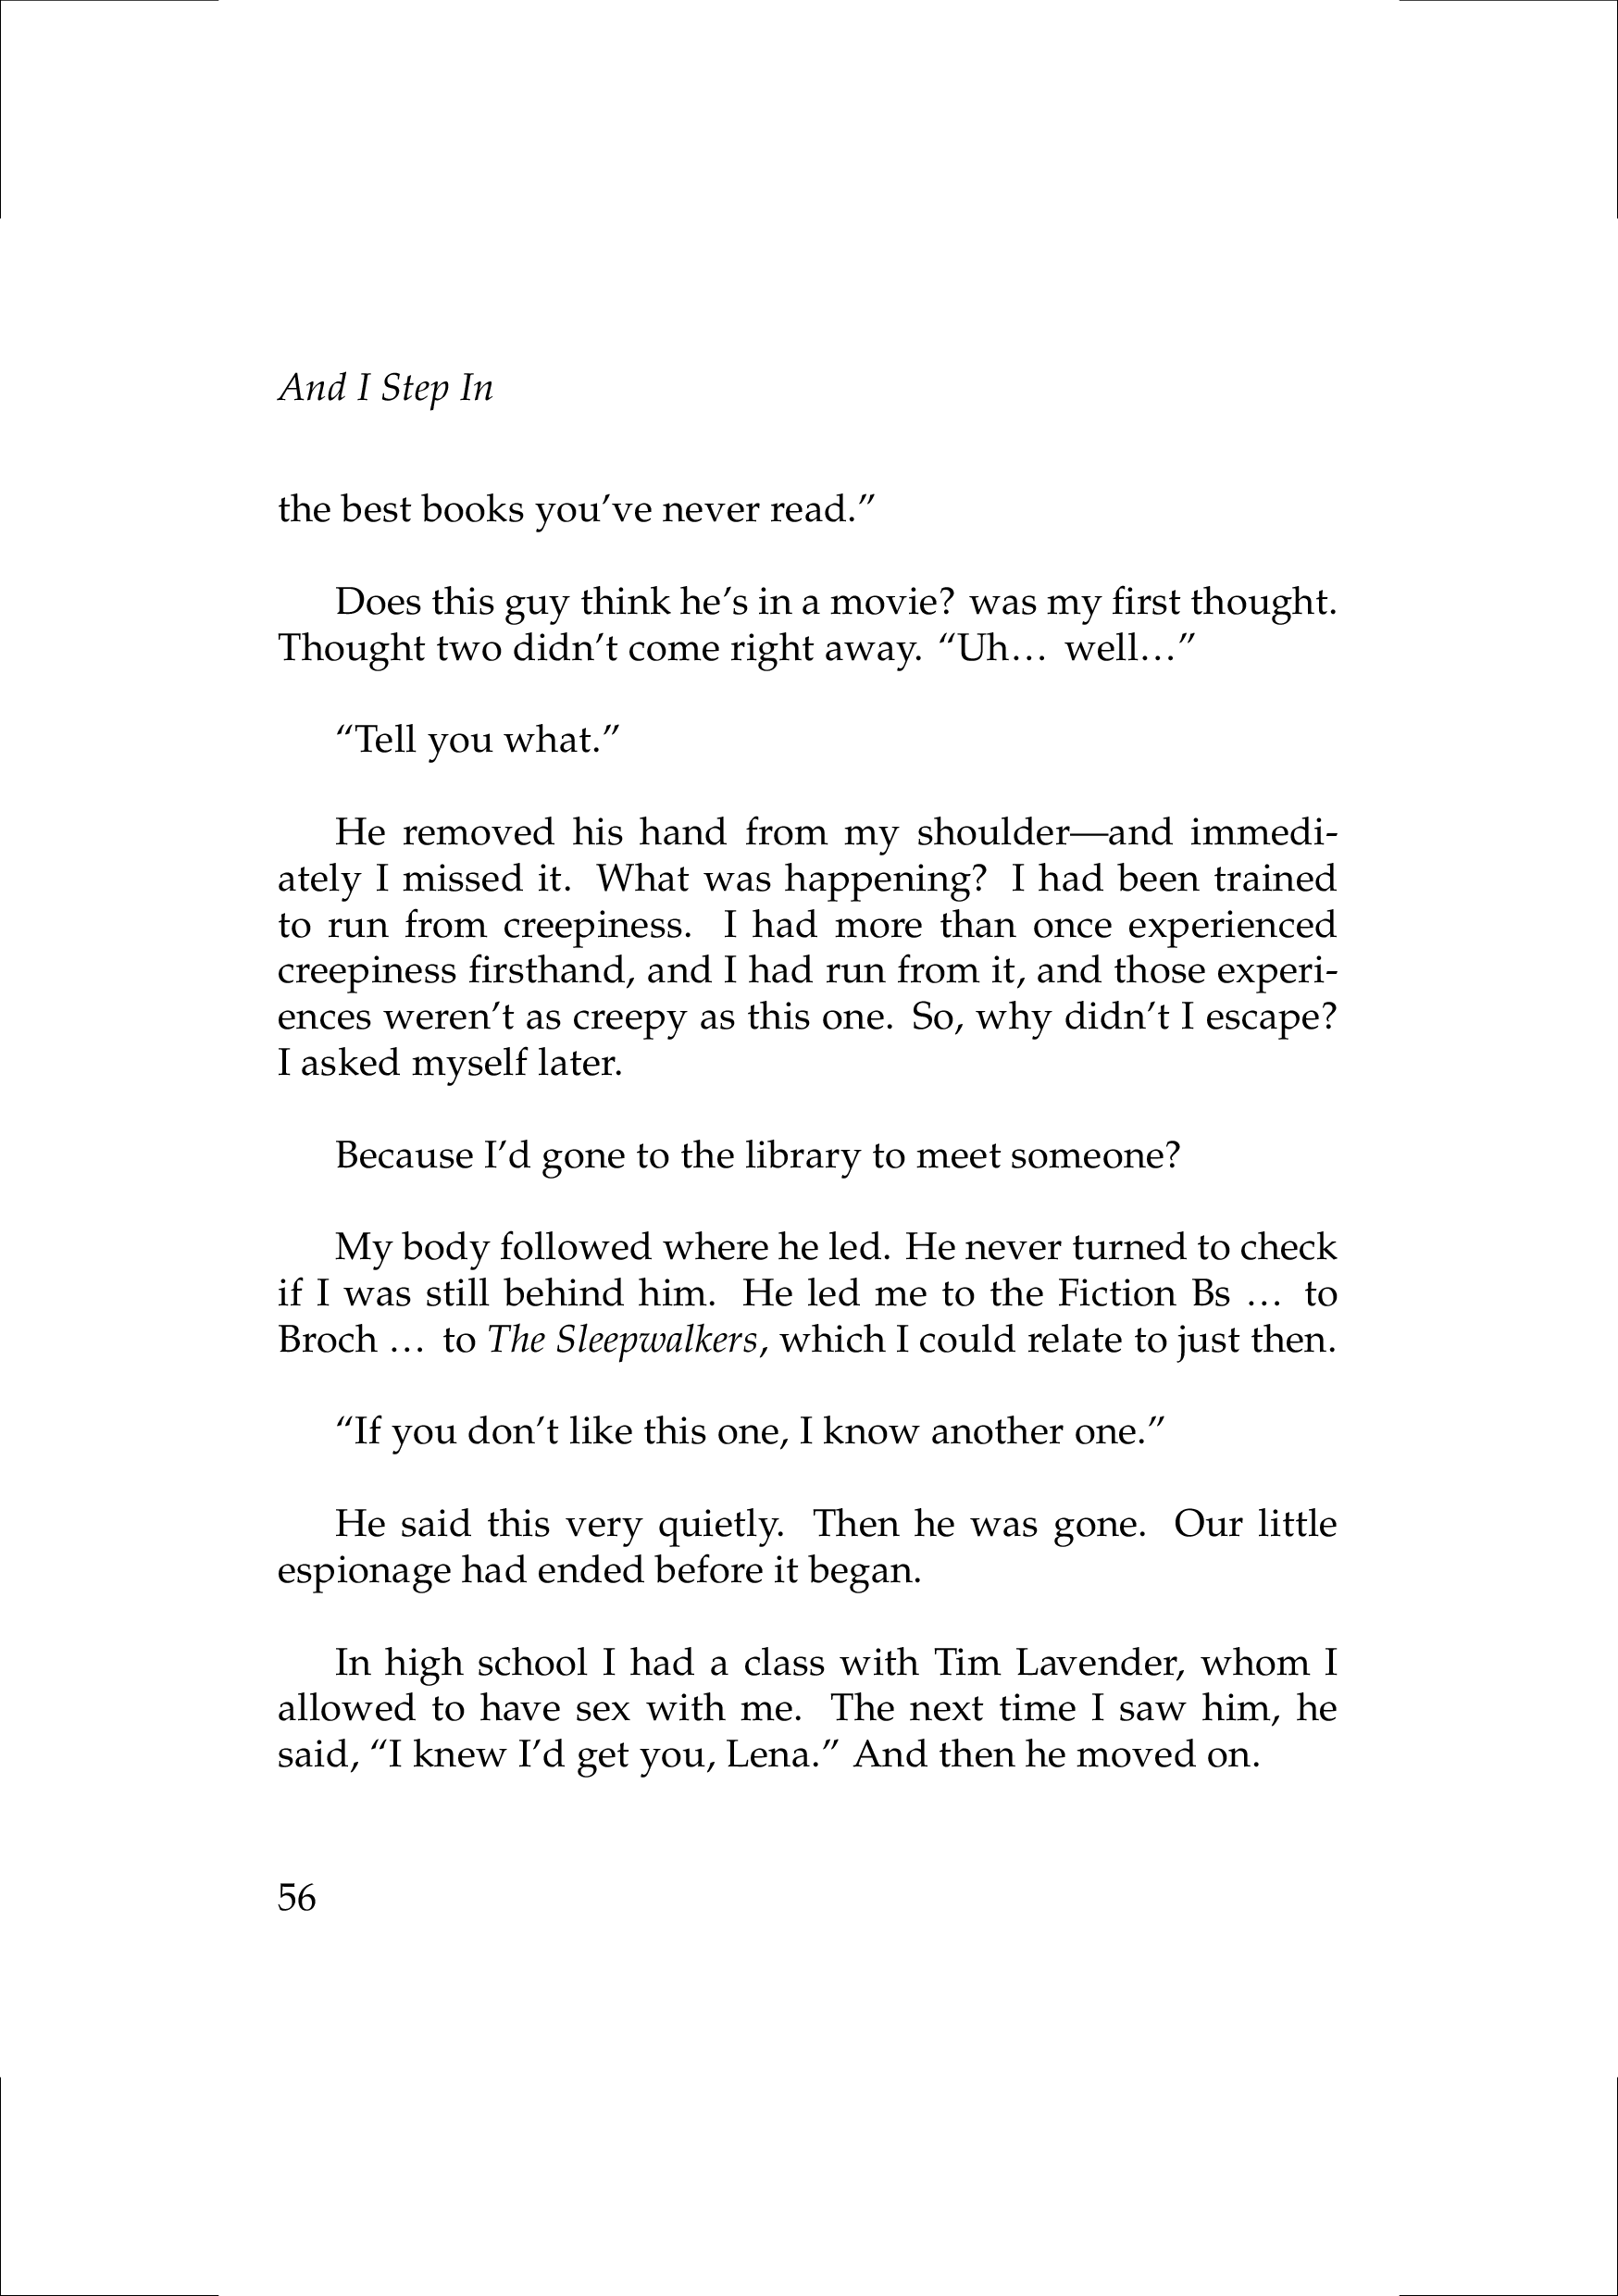 And I Step In
the best books you’ve never read.”
Does this guy think he’s in a movie? was my first thought.
Thought two didn’t come right away. “Uh… well…”
“Tell you what.”
He removed his hand from my shoulder—and immedi-
ately I missed it. What was happening? I had been trained
to run from creepiness. I had more than once experienced
creepiness firsthand, and I had run from it, and those experi-
ences weren’t as creepy as this one. So, why didn’t I escape?
I asked myself later.
Because I’d gone to the library to meet someone?
My body followed where he led. He never turned to check
if I was still behind him. He led me to the Fiction Bs … to
Broch … to The Sleepwalkers, which I could relate to just then.
“If you don’t like this one, I know another one.”
He said this very quietly. Then he was gone. Our little
espionage had ended before it began.
In high school I had a class with Tim Lavender, whom I
allowed to have sex with me. The next time I saw him, he
said, “I knew I’d get you, Lena.” And then he moved on.
56